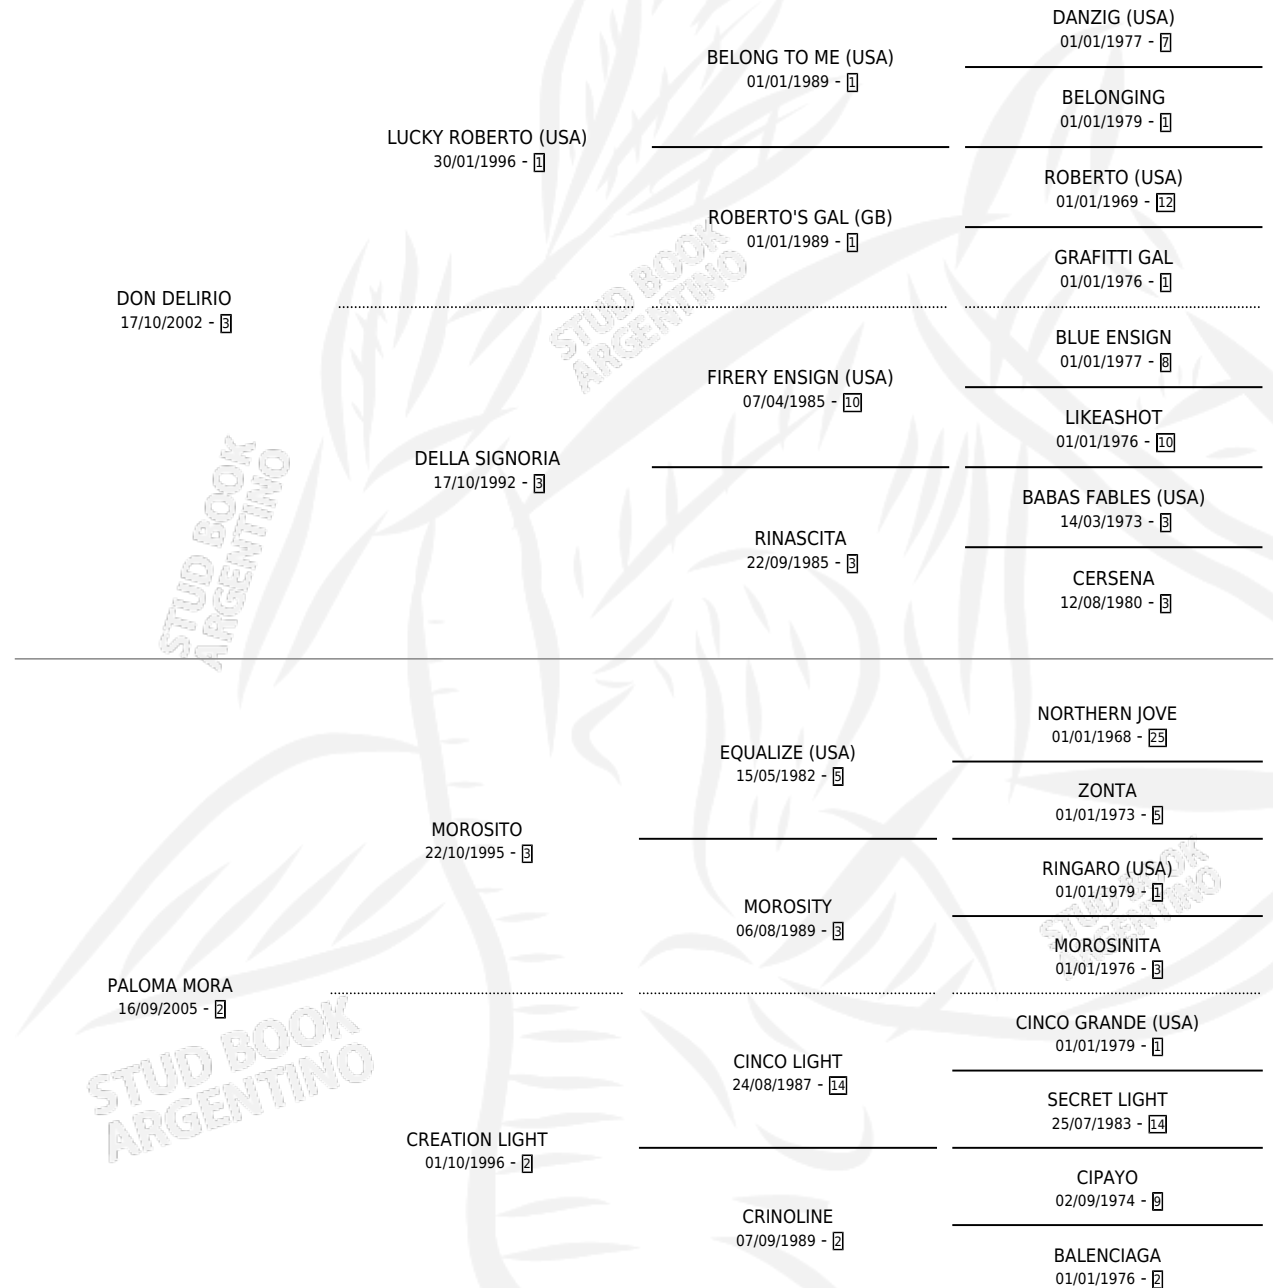 DANZIG (USA)
01/01/1977 - 7
BELONG TO ME (USA)
01/01/1989 - 1
BELONGING
01/01/1979 - 1
LUCKY ROBERTO (USA)
30/01/1996 - 1
ROBERTO (USA)
01/01/1969 - 12
ROBERTO'S GAL (GB)
01/01/1989 - 1
GRAFITTI GAL
01/01/1976 - 1
DON DELIRIO
17/10/2002 - 3
BLUE ENSIGN
01/01/1977 - 8
FIRERY ENSIGN (USA)
07/04/1985 - 10
LIKEASHOT
01/01/1976 - 10
DELLA SIGNORIA
17/10/1992 - 3
BABAS FABLES (USA)
14/03/1973 - 3
RINASCITA
22/09/1985 - 3
CERSENA
12/08/1980 - 3
NORTHERN JOVE
01/01/1968 - 25
EQUALIZE (USA)
15/05/1982 - 5
ZONTA
01/01/1973 - 5
MOROSITO
22/10/1995 - 3
RINGARO (USA)
01/01/1979 - 1
MOROSITY
06/08/1989 - 3
MOROSINITA
01/01/1976 - 3
PALOMA MORA
16/09/2005 - 2
CINCO GRANDE (USA)
01/01/1979 - 1
CINCO LIGHT
24/08/1987 - 14
SECRET LIGHT
25/07/1983 - 14
CREATION LIGHT
01/10/1996 - 2
CIPAYO
02/09/1974 - 9
CRINOLINE
07/09/1989 - 2
BALENCIAGA
01/01/1976 - 2
STUD BOOK
ARGENTINO
STUD BOOK
ARGENTINO
STUD BOOK
ARGENTINO
STUD BOOK
ARGENTINO